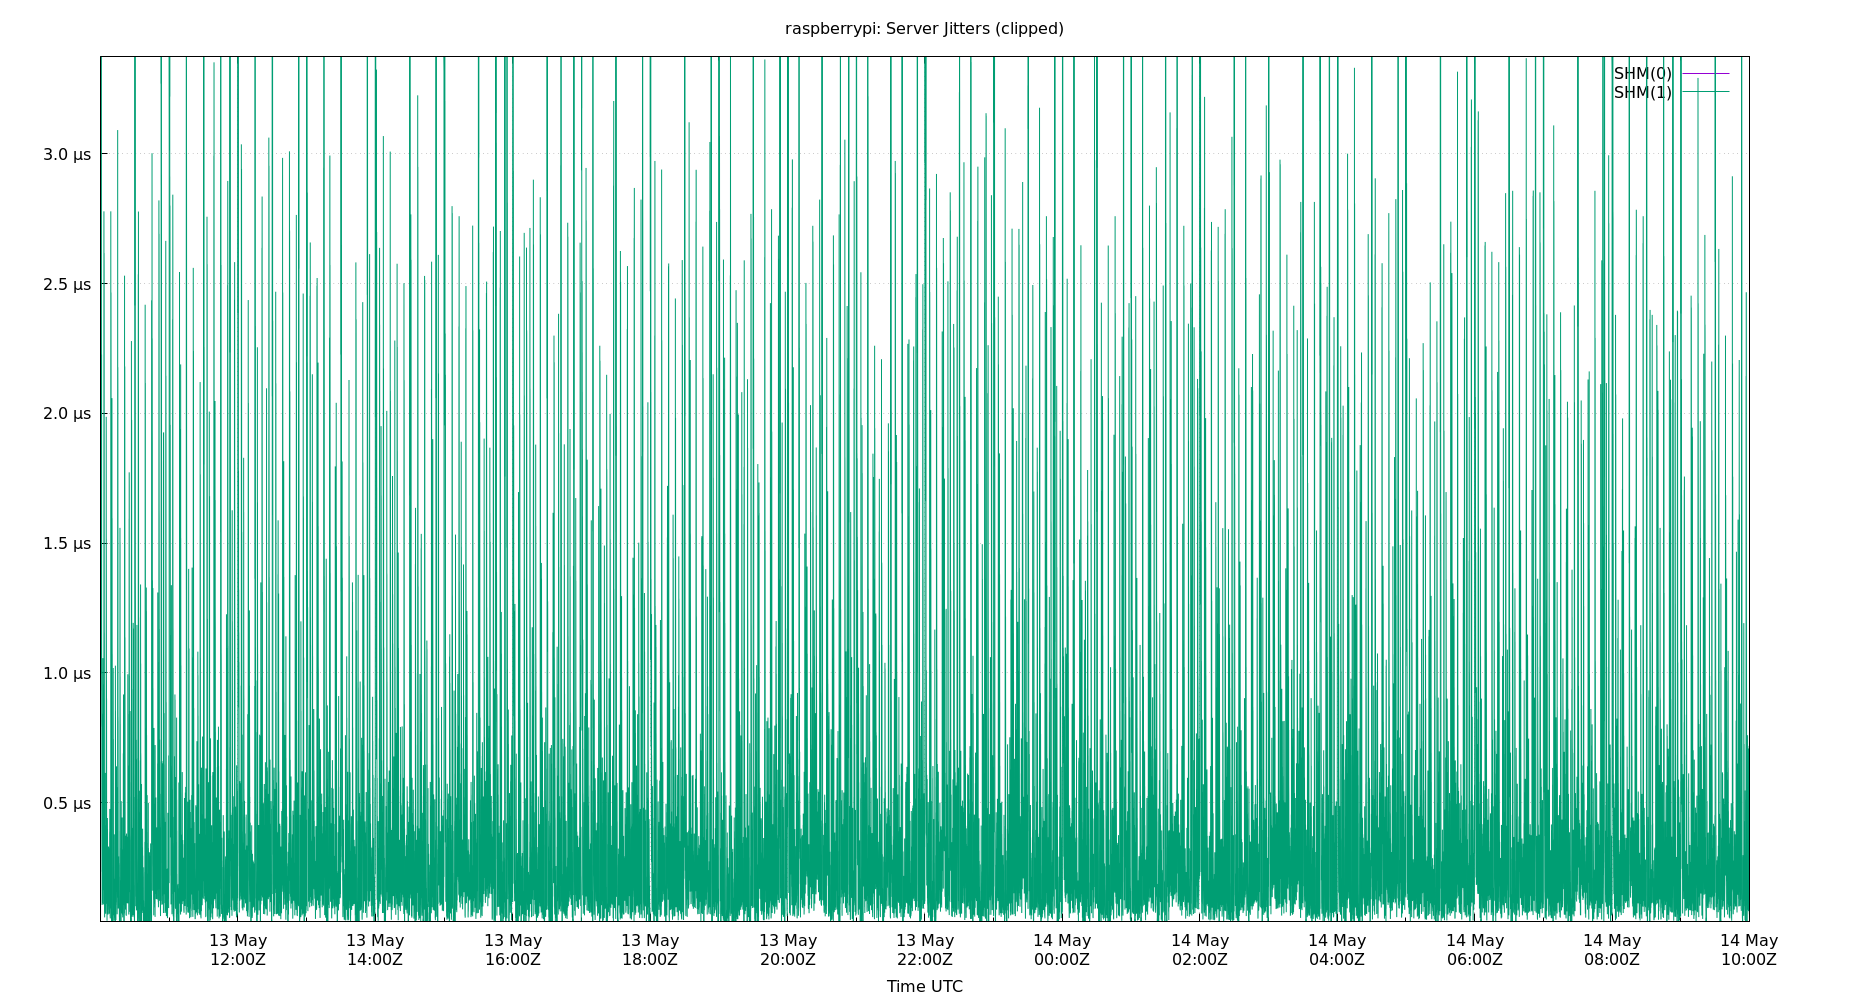 raspberrypi: Server Jitters (clipped)
SHM(0)
SHM(1)
3.0 µs
2.5 µs
2.0 µs
1.5 µs
1.0 µs
0.5 µs
13 May 13 May 13 May 13 May 13 May 13 May 14 May 14 May 14 May 14 May 14 May 14 May
12:00Z 14:00Z 16:00Z 18:00Z 20:00Z 22:00Z 00:00Z 02:00Z 04:00Z 06:00Z 08:00Z 10:00Z
Time UTC